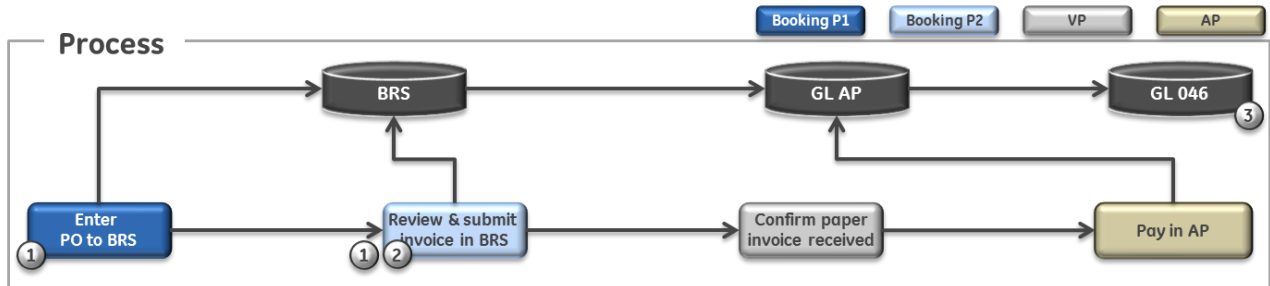 Booking P1
Booking P2
VP
AP
Process
BRS
GL AP
GL 046
3
Enter
PO to BRS
1
Review & submit
invoice in BRS
1
2
Confirm paper
invoice received
Pay in AP